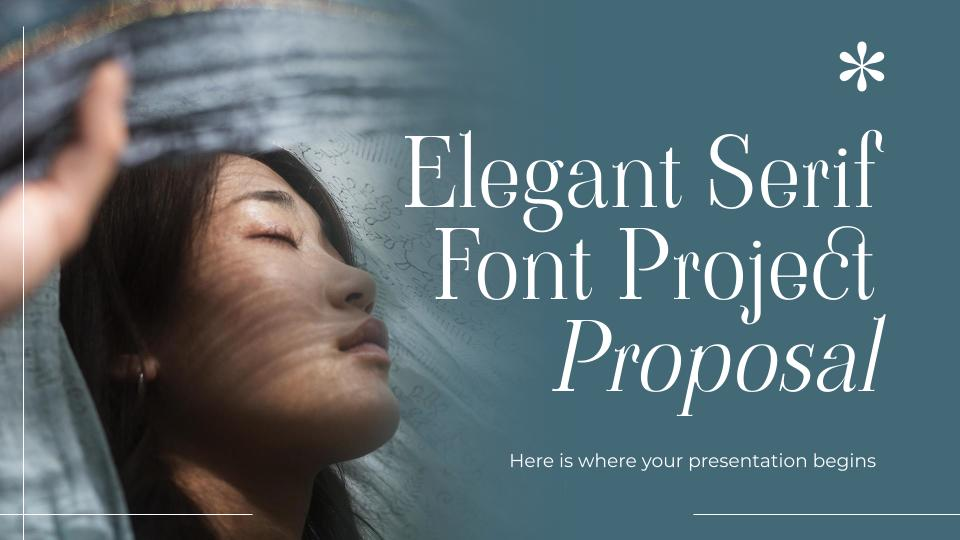 Elegant Serif
Font Project
Proposal
Here is where your presentation begins